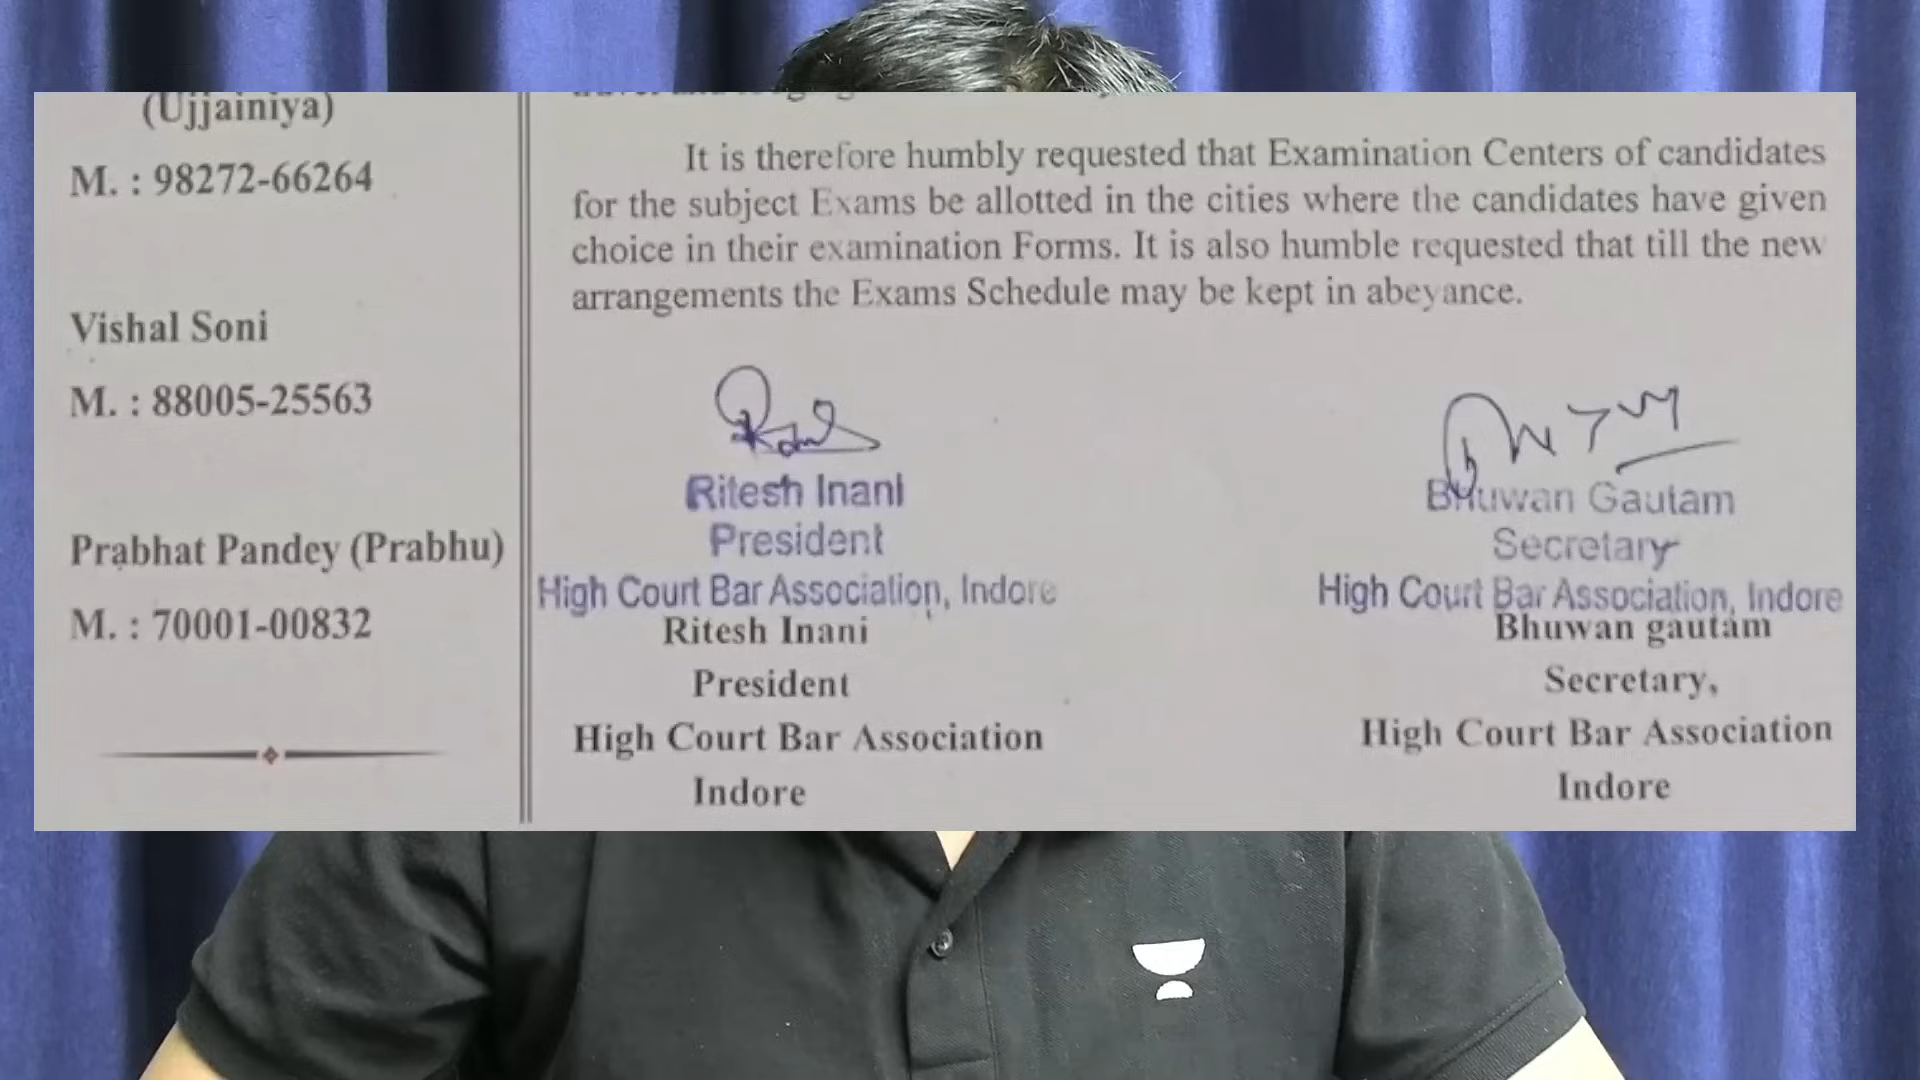 (Ujjainiya)
M. : 98272-66264
Vishal Soni
M. : 88005-25563
Prabhat Pandey (Prabhu)
M. : 70001-00832
It is therefore humbly requested that Examination Centers of candidates
for the subject Exams be allotted in the cities where the candidates have given
choice in their examination Forms. It is also humble requested that till the new
arrangements the Exams Schedule may be kept in abeyance.
Ritesh Inani
President
High Court Bar Association, Indore
Ritesh Inani
President
High Court Bar Association
Indore
Bhuwan Gautam
Secretary
High Court Bar Association, Indore
Bhuwan gautam
Secretary,
High Court Bar Association
Indore